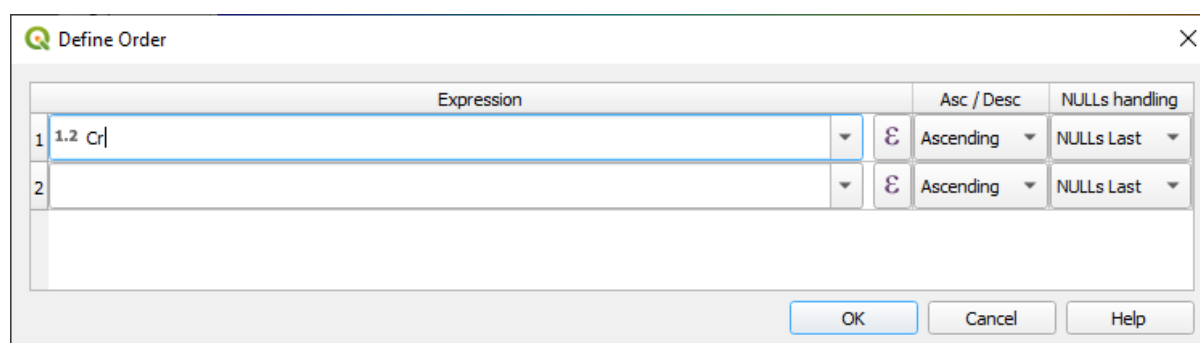 Define Order
Expression Asc / Desc NULLs handling
1 1.2 Cr ε Ascending NULLs Last
2 ε Ascending NULLs Last
OK Cancel Help